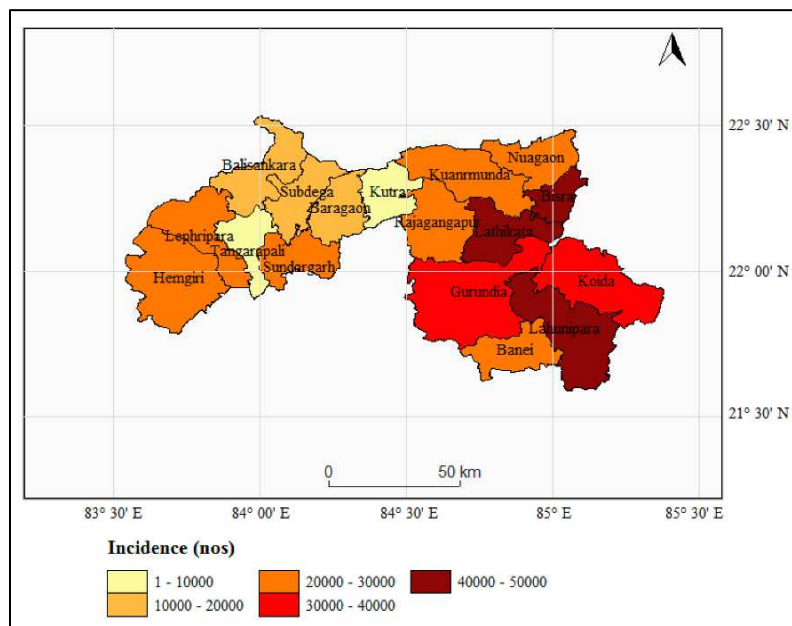 22° 30' N
Nuagaon
Balisankara
Kuanrmunda
Subdega
Kutra
Bisra
Baragaon
Lephripara
Rajagangapur
Lathikata
Tangarapali
Sundargarh
22° 00' N
Hemgiri
Koida
Gurundia
Lahunipara
Banei
21° 30' N
0 50 km
83° 30' E 84° 00' E 84° 30' E 85° E 85° 30' E
Incidence (nos)
1 - 10000 20000 - 30000 40000 - 50000
10000 - 20000 30000 - 40000